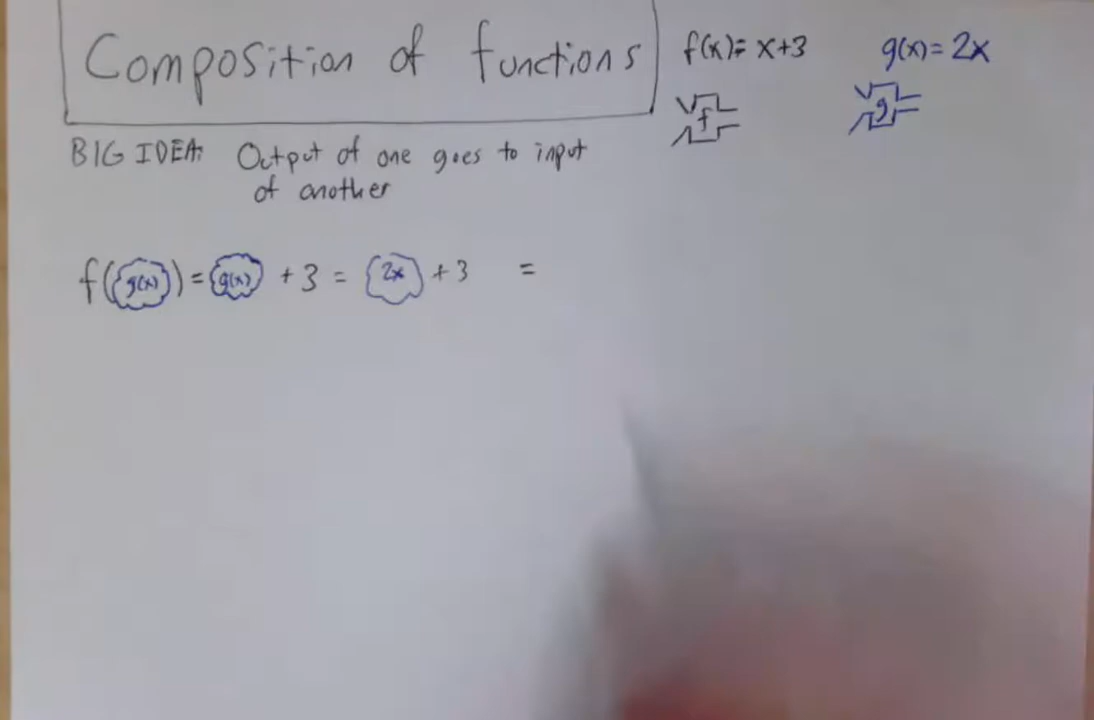 Composition of functions
f(x)= x+3
g(x)= 2x
f
g
BIG IDEA: Output of one goes to input
of another
f(g(x)) = g(x) + 3 = 2x + 3 =